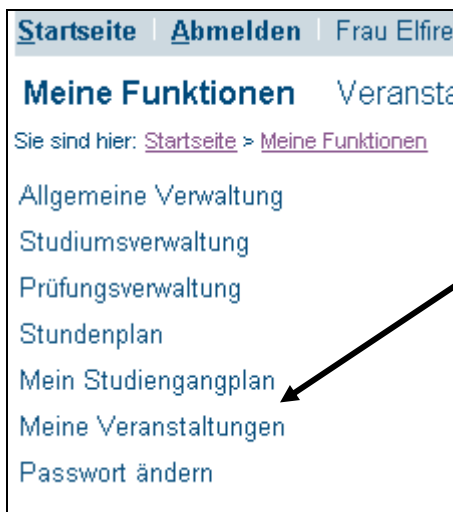 Startseite Abmelden Frau Elfire
Meine Funktionen
Sie sind hier: Startseite > Meine Funktionen
Allgemeine Verwaltung
Studiumsverwaltung
Prüfungsverwaltung
Stundenplan
Mein Studiengangplan
Meine Veranstaltungen
Passwort ändern